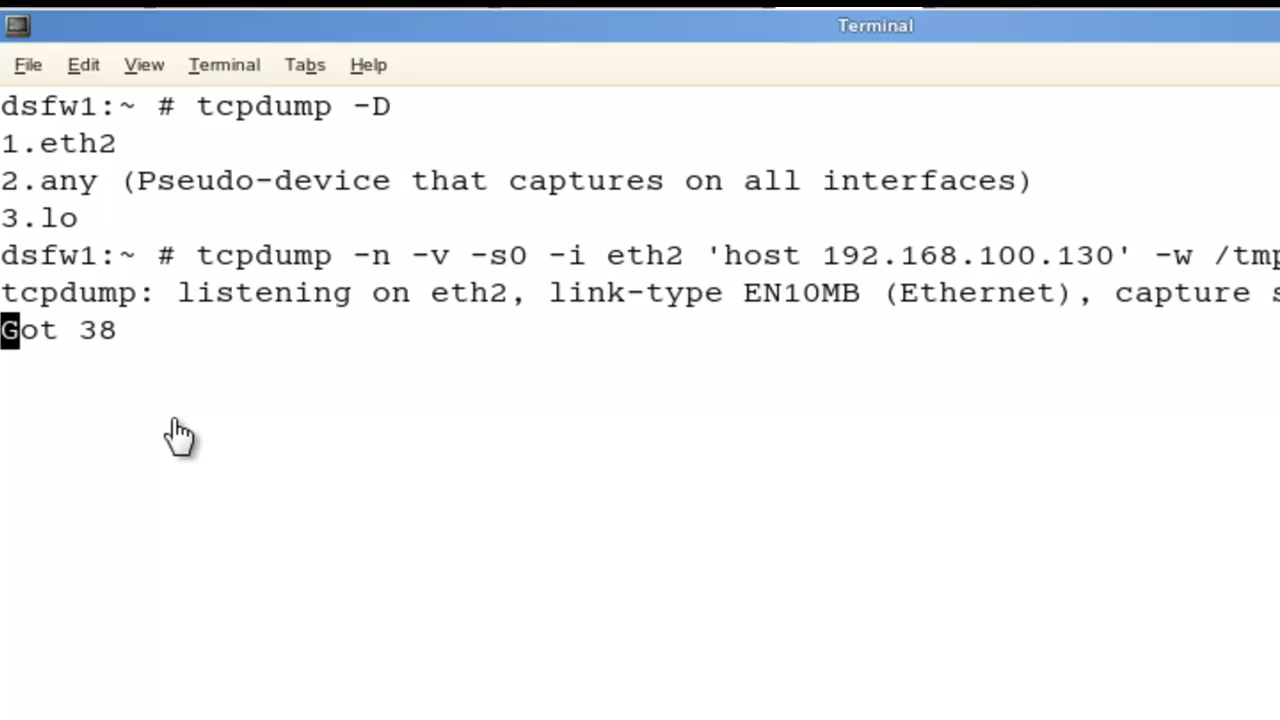 Terminal
File Edit View Terminal Tabs Help
dsfw1:~ # tcpdump -D
1.eth2
2.any (Pseudo-device that captures on all interfaces)
3.lo
dsfw1:~ # tcpdump -n -v -s0 -i eth2 'host 192.168.100.130' -w /tmp
tcpdump: listening on eth2, link-type EN10MB (Ethernet), capture s
Got 38